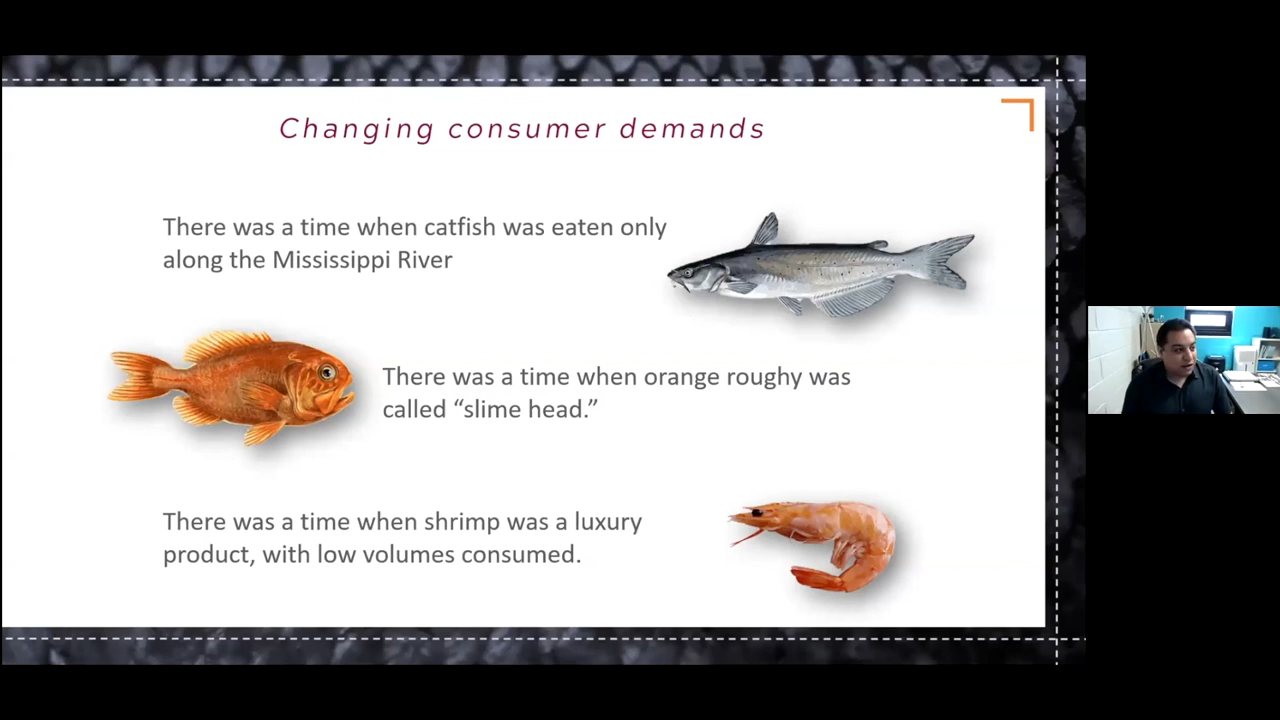 Changing consumer demands
There was a time when catfish was eaten only
along the Mississippi River
There was a time when orange roughy was
called “slime head.”
There was a time when shrimp was a luxury
product, with low volumes consumed.